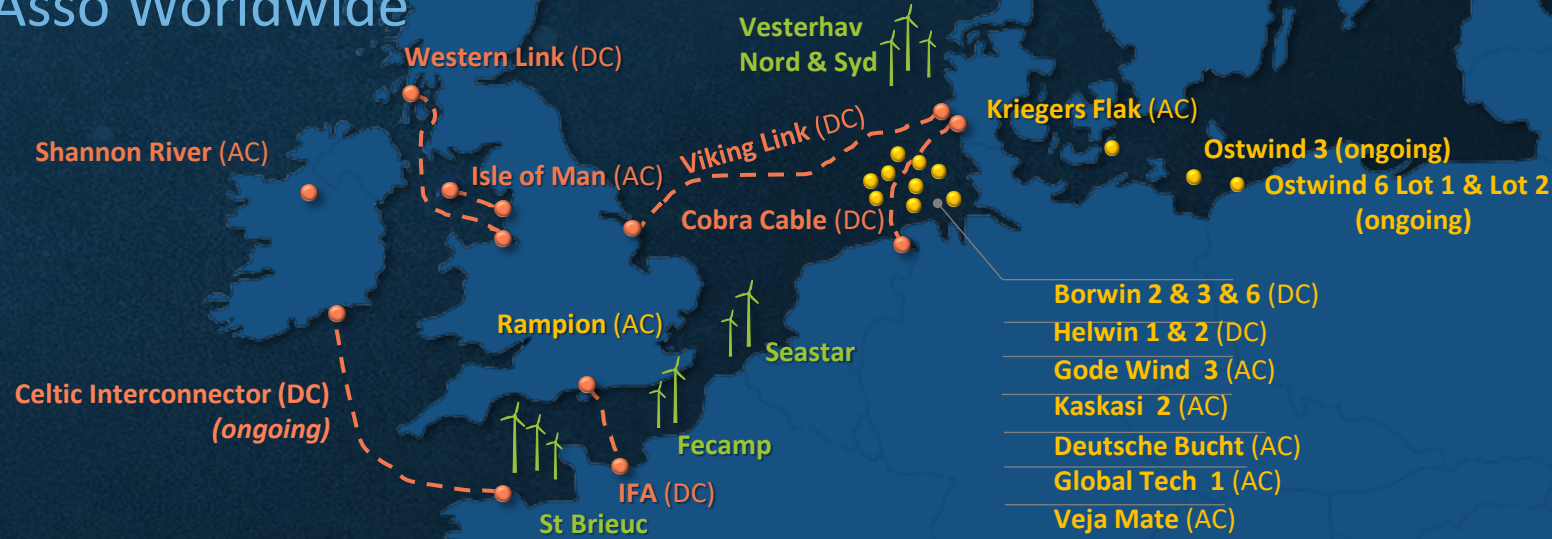 Asso Worldwide
Vesterhav
Nord & Syd
Western Link (DC)
Kriegers Flak (AC)
Viking Link (DC)
Shannon River (AC)
Ostwind 3 (ongoing)
Isle of Man (AC)
Ostwind 6 Lot 1 & Lot 2
(ongoing)
Cobra Cable (DC)
Borwin 2 & 3 & 6 (DC)
Rampion (AC)
Helwin 1 & 2 (DC)
Seastar
Gode Wind 3 (AC)
Celtic Interconnector (DC)
(ongoing)
Kaskasi 2 (AC)
Fecamp
Deutsche Bucht (AC)
Global Tech 1 (AC)
IFA (DC)
St Brieuc
Veja Mate (AC)